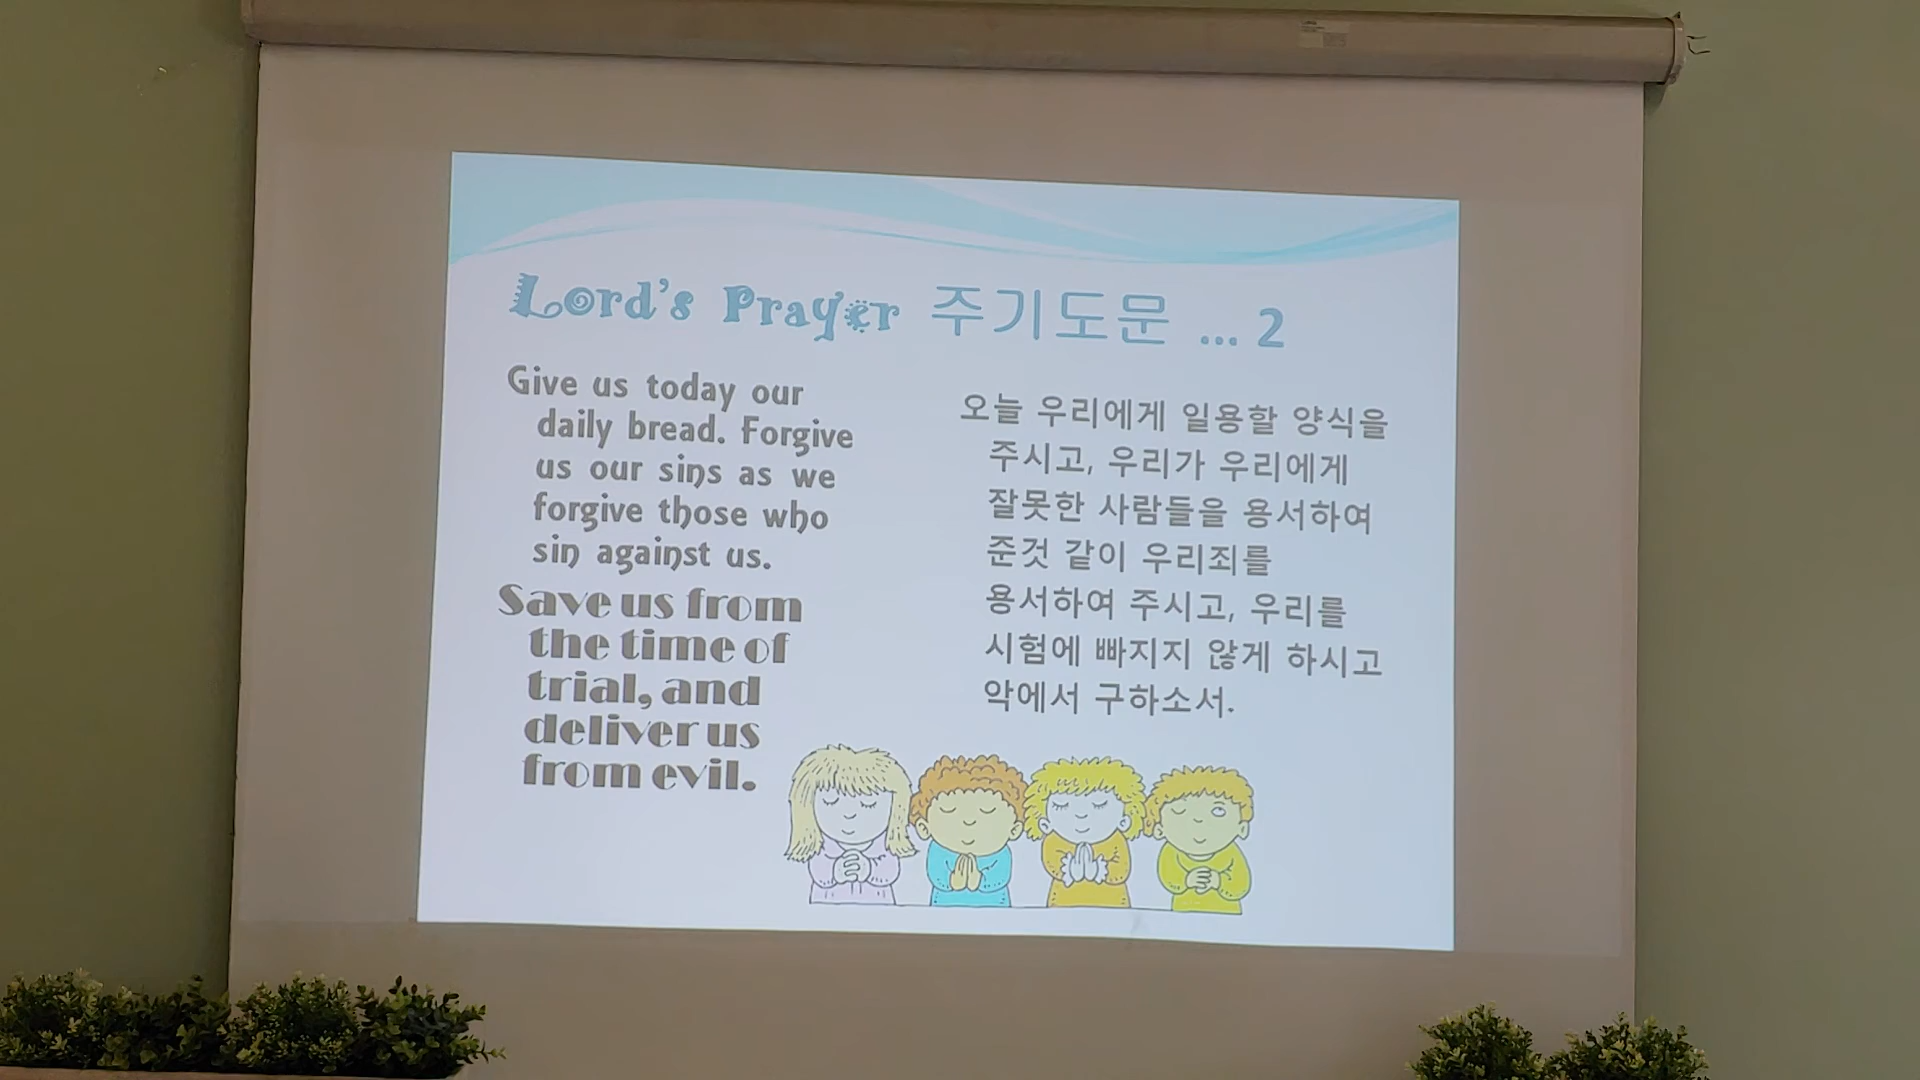 Lord's Prayer 주기도문 ... 2
Give us today our
daily bread. Forgive
us our sins as we
forgive those who
sin against us.
Save us from
the time of
trial, and
deliver us
from evil.
오늘 우리에게 일용할 양식을
주시고, 우리가 우리에게
잘못한 사람들을 용서하여
준것 같이 우리죄를
용서하여 주시고, 우리를
시험에 빠지지 않게 하시고
악에서 구하소서.